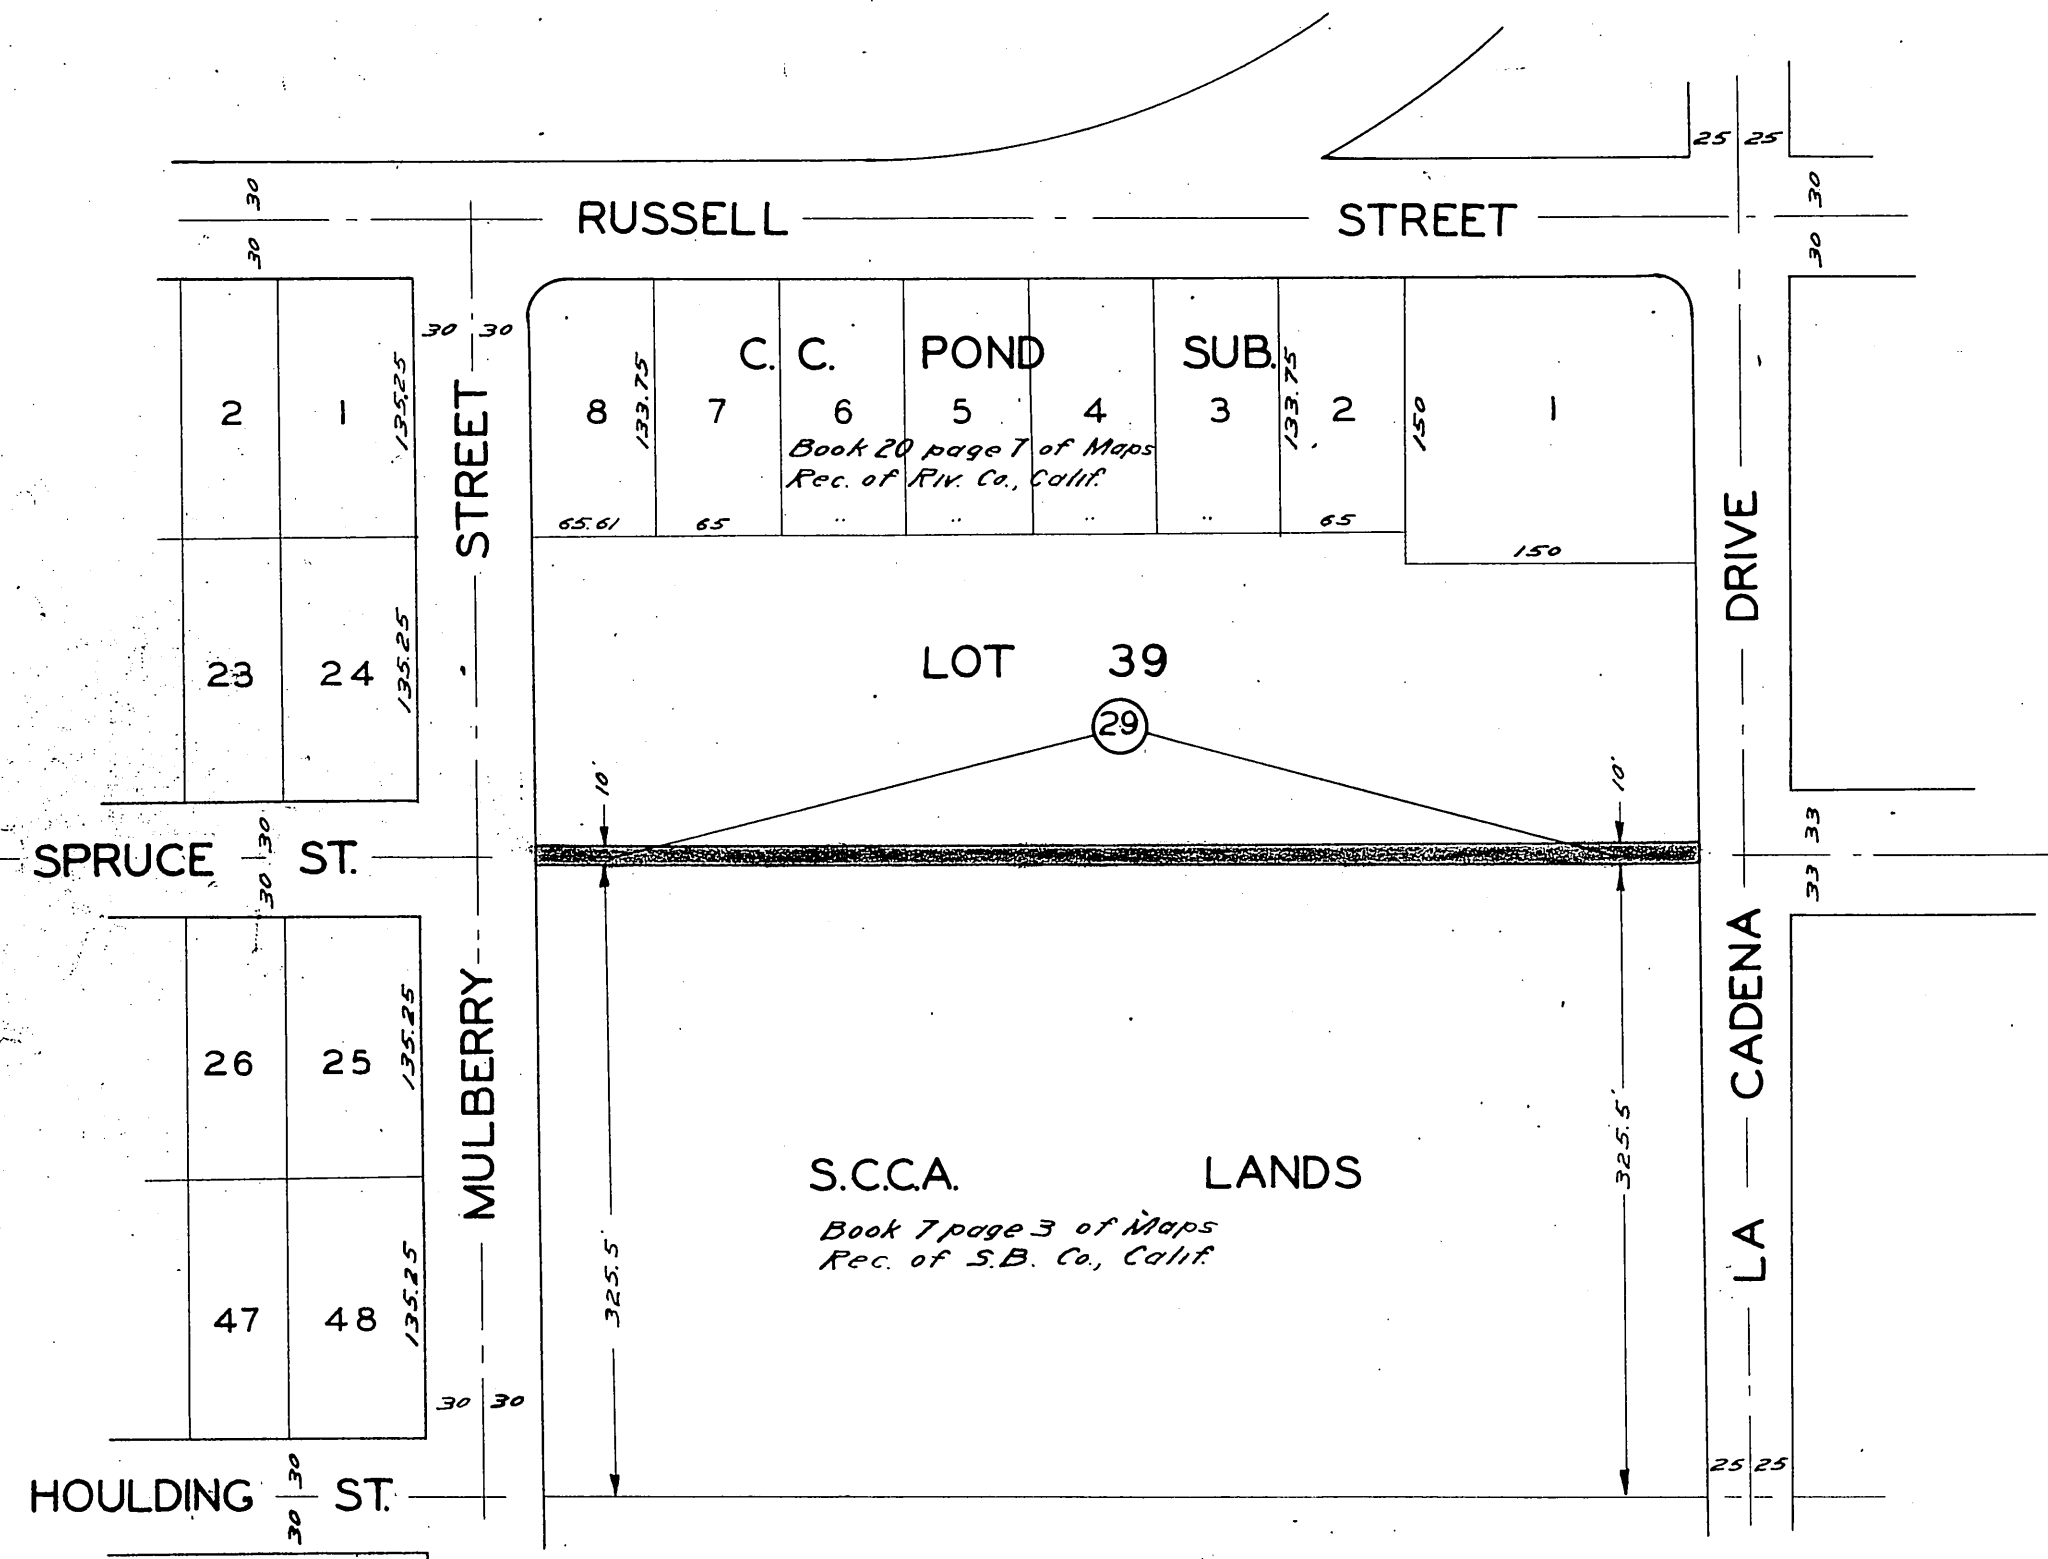 25 25
30 30
RUSSELL STREET
30 30
30 30
C. C. POND SUB.
2 1 135.25
8 133.75 7 6 5 4 3 133.75 2 150 1
Book 20 page 7 of Maps
Rec. of Riv. Co., Calif.
65.61 65 " " " " 65
150
STREET
DRIVE
23 24 135.25
LOT 39
29
10' 10'
SPRUCE ST.
30 30
33 33
MULBERRY
LA CADENA
26 25 135.25
325.5'
325.5'
S.C.C.A. LANDS
Book 7 page 3 of Maps
Rec. of S.B. Co., Calif.
47 48 135.25
30 30
25 25
HOULDING ST.
30 30